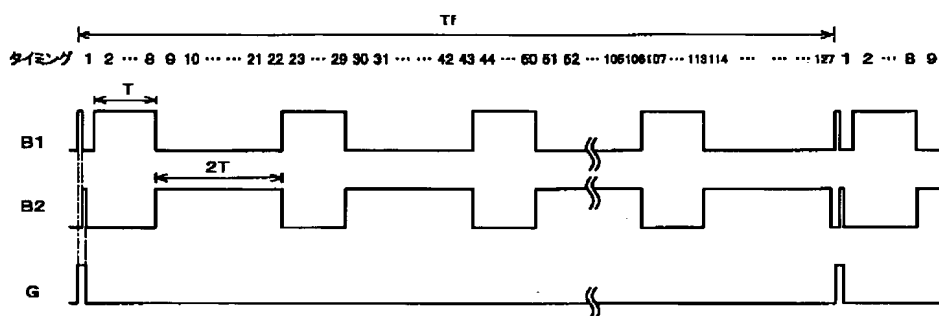 Tf
タイミング 1 2 … 8 9 10 … … 21 22 23 … 29 30 31 … … 42 43 44 … 50 51 52 … 105 106 107 … 113 114 … … … 127 1 2 … 8 9
T
B1
2T
B2
G